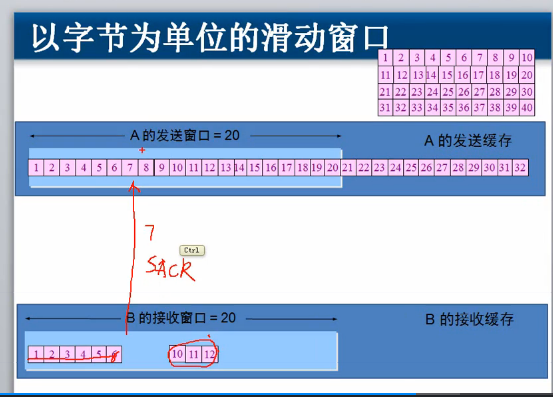 以字节为单位的滑动窗口
1 2 3 4 5 6 7 8 9 10
11 12 13 14 15 16 17 18 19 20
21 22 23 24 25 26 27 28 29 30
31 32 33 34 35 36 37 38 39 40
A 的发送窗口 = 20
A 的发送缓存
1 2 3 4 5 6 7 8 9 10 11 12 13 14 15 16 17 18 19 20 21 22 23 24 25 26 27 28 29 30 31 32
7
Ctrl
SACK
B 的接收窗口 = 20
B 的接收缓存
1 2 3 4 5 6 10 11 12